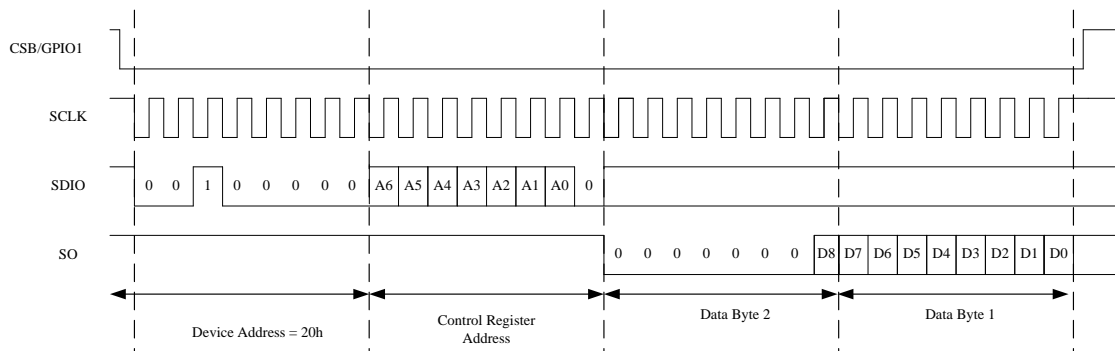 CSB/GPIO1
SCLK
SDIO 0 0 1 0 0 0 0 0 A6 A5 A4 A3 A2 A1 A0 0
SO 0 0 0 0 0 0 0 D8 D7 D6 D5 D4 D3 D2 D1 D0
Device Address = 20h
Control Register
Address
Data Byte 2
Data Byte 1